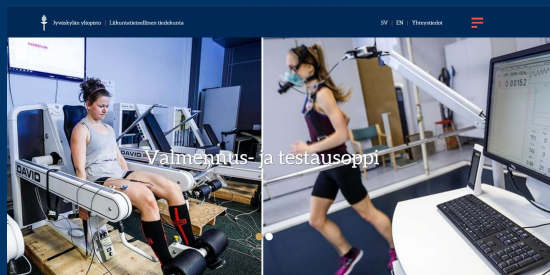 Jyväskylän yliopisto | Liikuntatieteellinen tiedekunta
SV | EN | Yhteystiedot
Valmennus- ja testausoppi
DAVID
DAVID